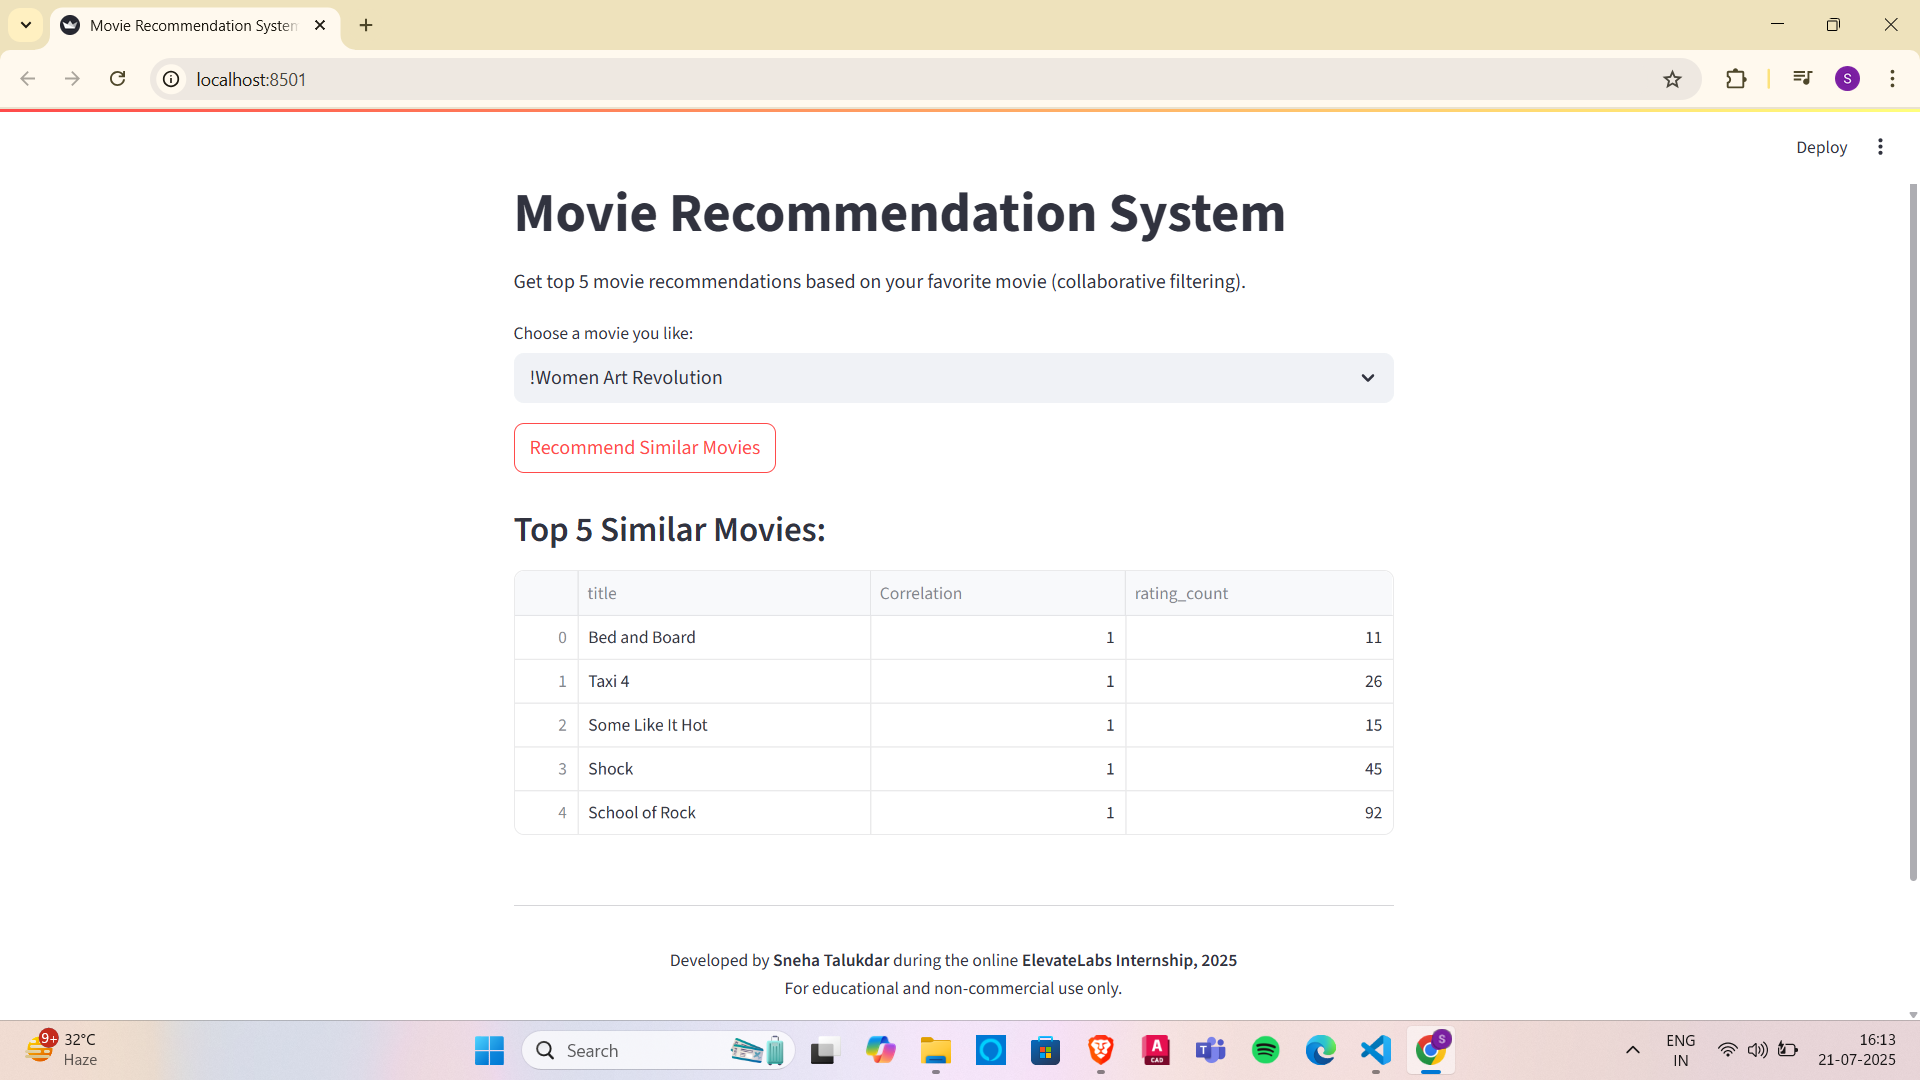 Movie Recommendation System
localhost:8501
S
Deploy
Movie Recommendation System
Get top 5 movie recommendations based on your favorite movie (collaborative filtering).
Choose a movie you like:
!Women Art Revolution
Recommend Similar Movies
Top 5 Similar Movies:
title Correlation rating_count
0 Bed and Board 1 11
1 Taxi 4 1 26
2 Some Like It Hot 1 15
3 Shock 1 45
4 School of Rock 1 92
Developed by Sneha Talukdar during the online ElevateLabs Internship, 2025
For educational and non-commercial use only.
9+ 32°C
Haze
Search
A
CAD
S
ENG
IN
16:13
21-07-2025